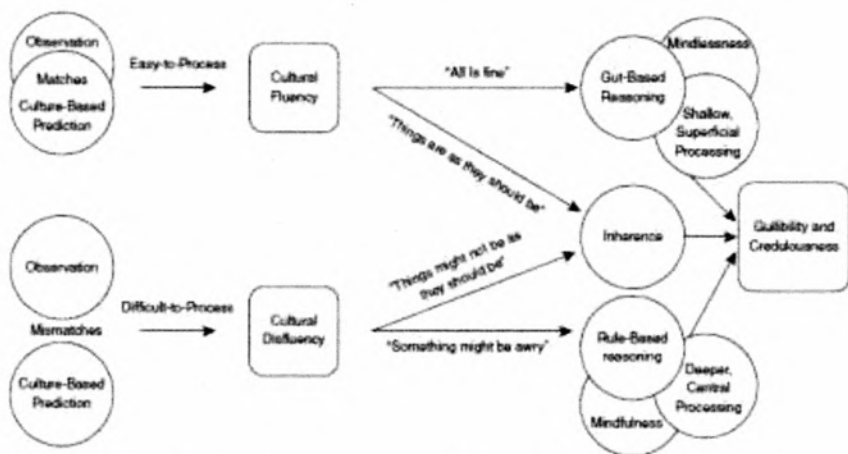 Observation
Matches
Culture-Based
Prediction
Easy-to-Process
Cultural
Fluency
"All is fine"
"Things are as they should be"
Mindlessness
Gut-Based
Reasoning
Shallow,
Superficial
Processing
Inherence
Gullibility and
Credulousness
Observation
Mismatches
Culture-Based
Prediction
Difficult-to-Process
Cultural
Disfluency
"Things might not be as
they should be"
"Something might be awry"
Rule-Based
reasoning
Deeper,
Central
Processing
Mindfulness